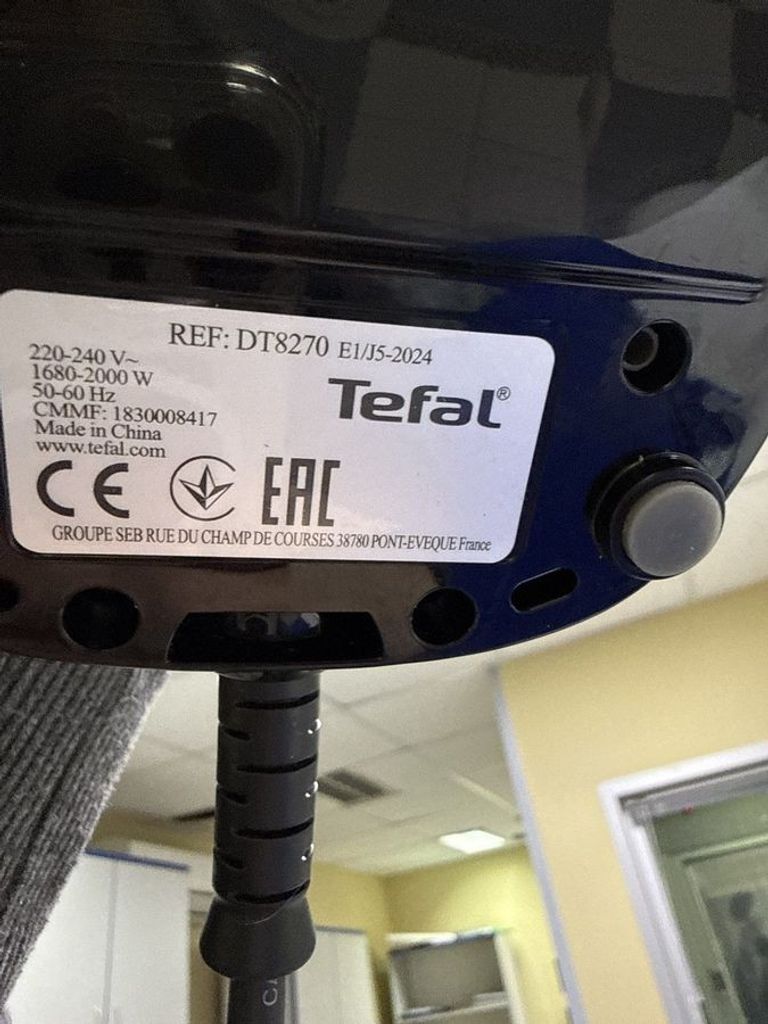 REF: DT8270 E1/J5-2024
220-240 V~
1680-2000 W
50-60 Hz
CMMF: 1830008417
Made in China
www.tefal.com
Tefal®
CE
EAC
GROUPE SEB RUE DU CHAMP DE COURSES 38780 PONT-EVEQUE France